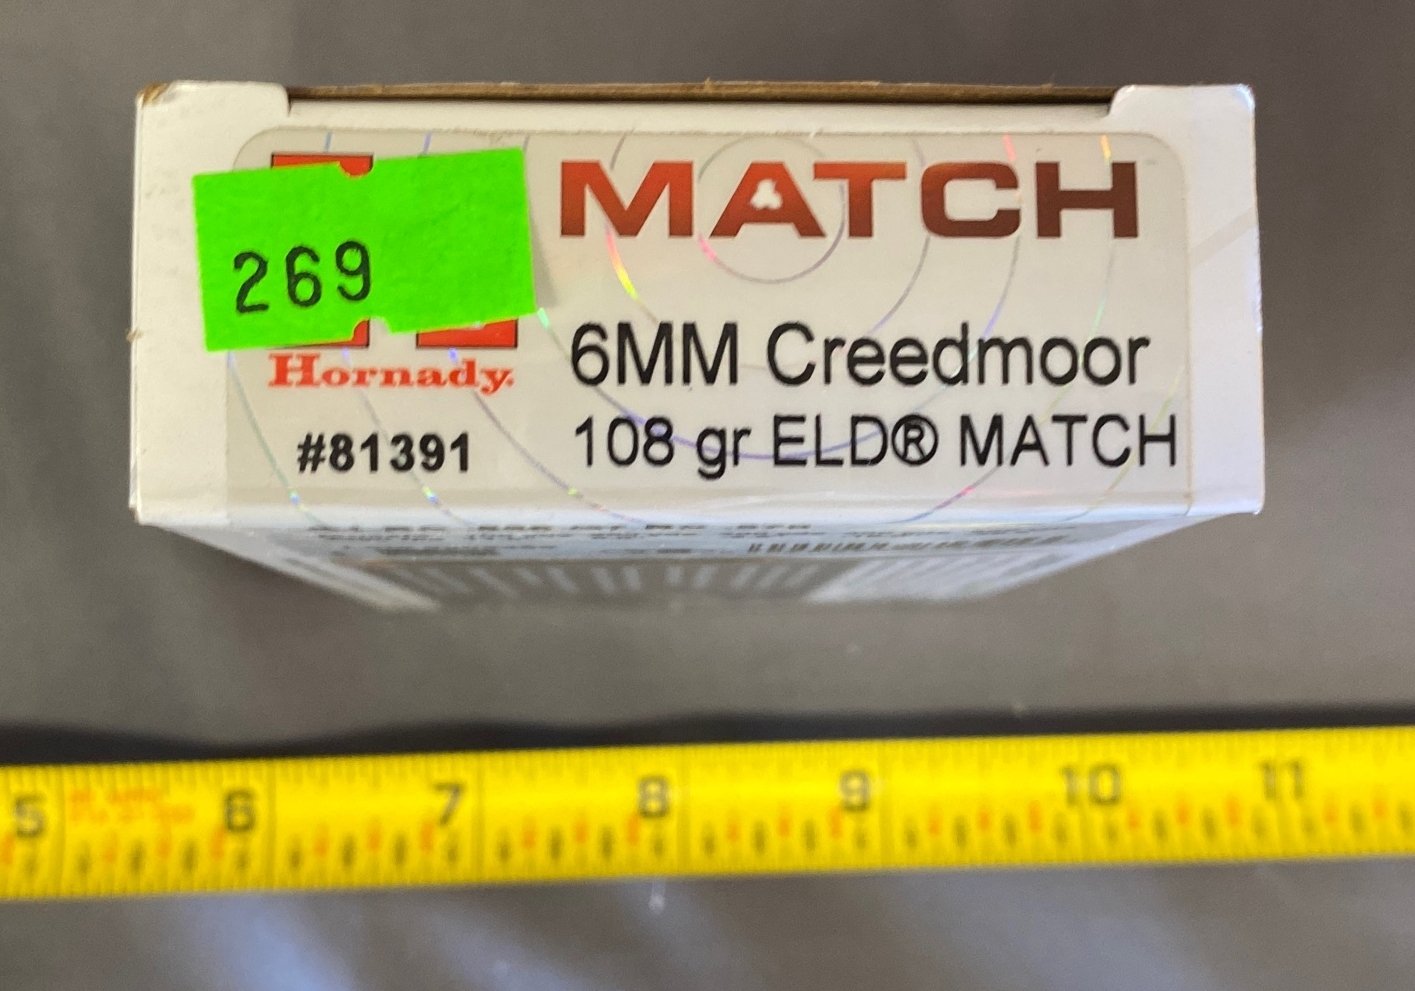 MATCH
269
Hornady.
6MM Creedmoor
#81391
108 gr ELD® MATCH
5 6 7 8 9 10 11